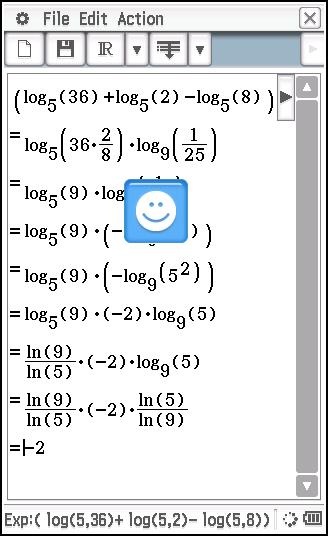 File Edit Action
(log₅(36)+log₅(2)−log₅(8))
=log₅(36·2/8)·log₉(1/25)
=log₅(9)·log
=log₅(9)·(−
=log₅(9)·(−log₉(5²))
=log₅(9)·(−2)·log₉(5)
=ln(9)/ln(5)·(−2)·log₉(5)
=ln(9)/ln(5)·(−2)·ln(5)/ln(9)
=−2
Exp:( log(5,36)+ log(5,2)− log(5,8))